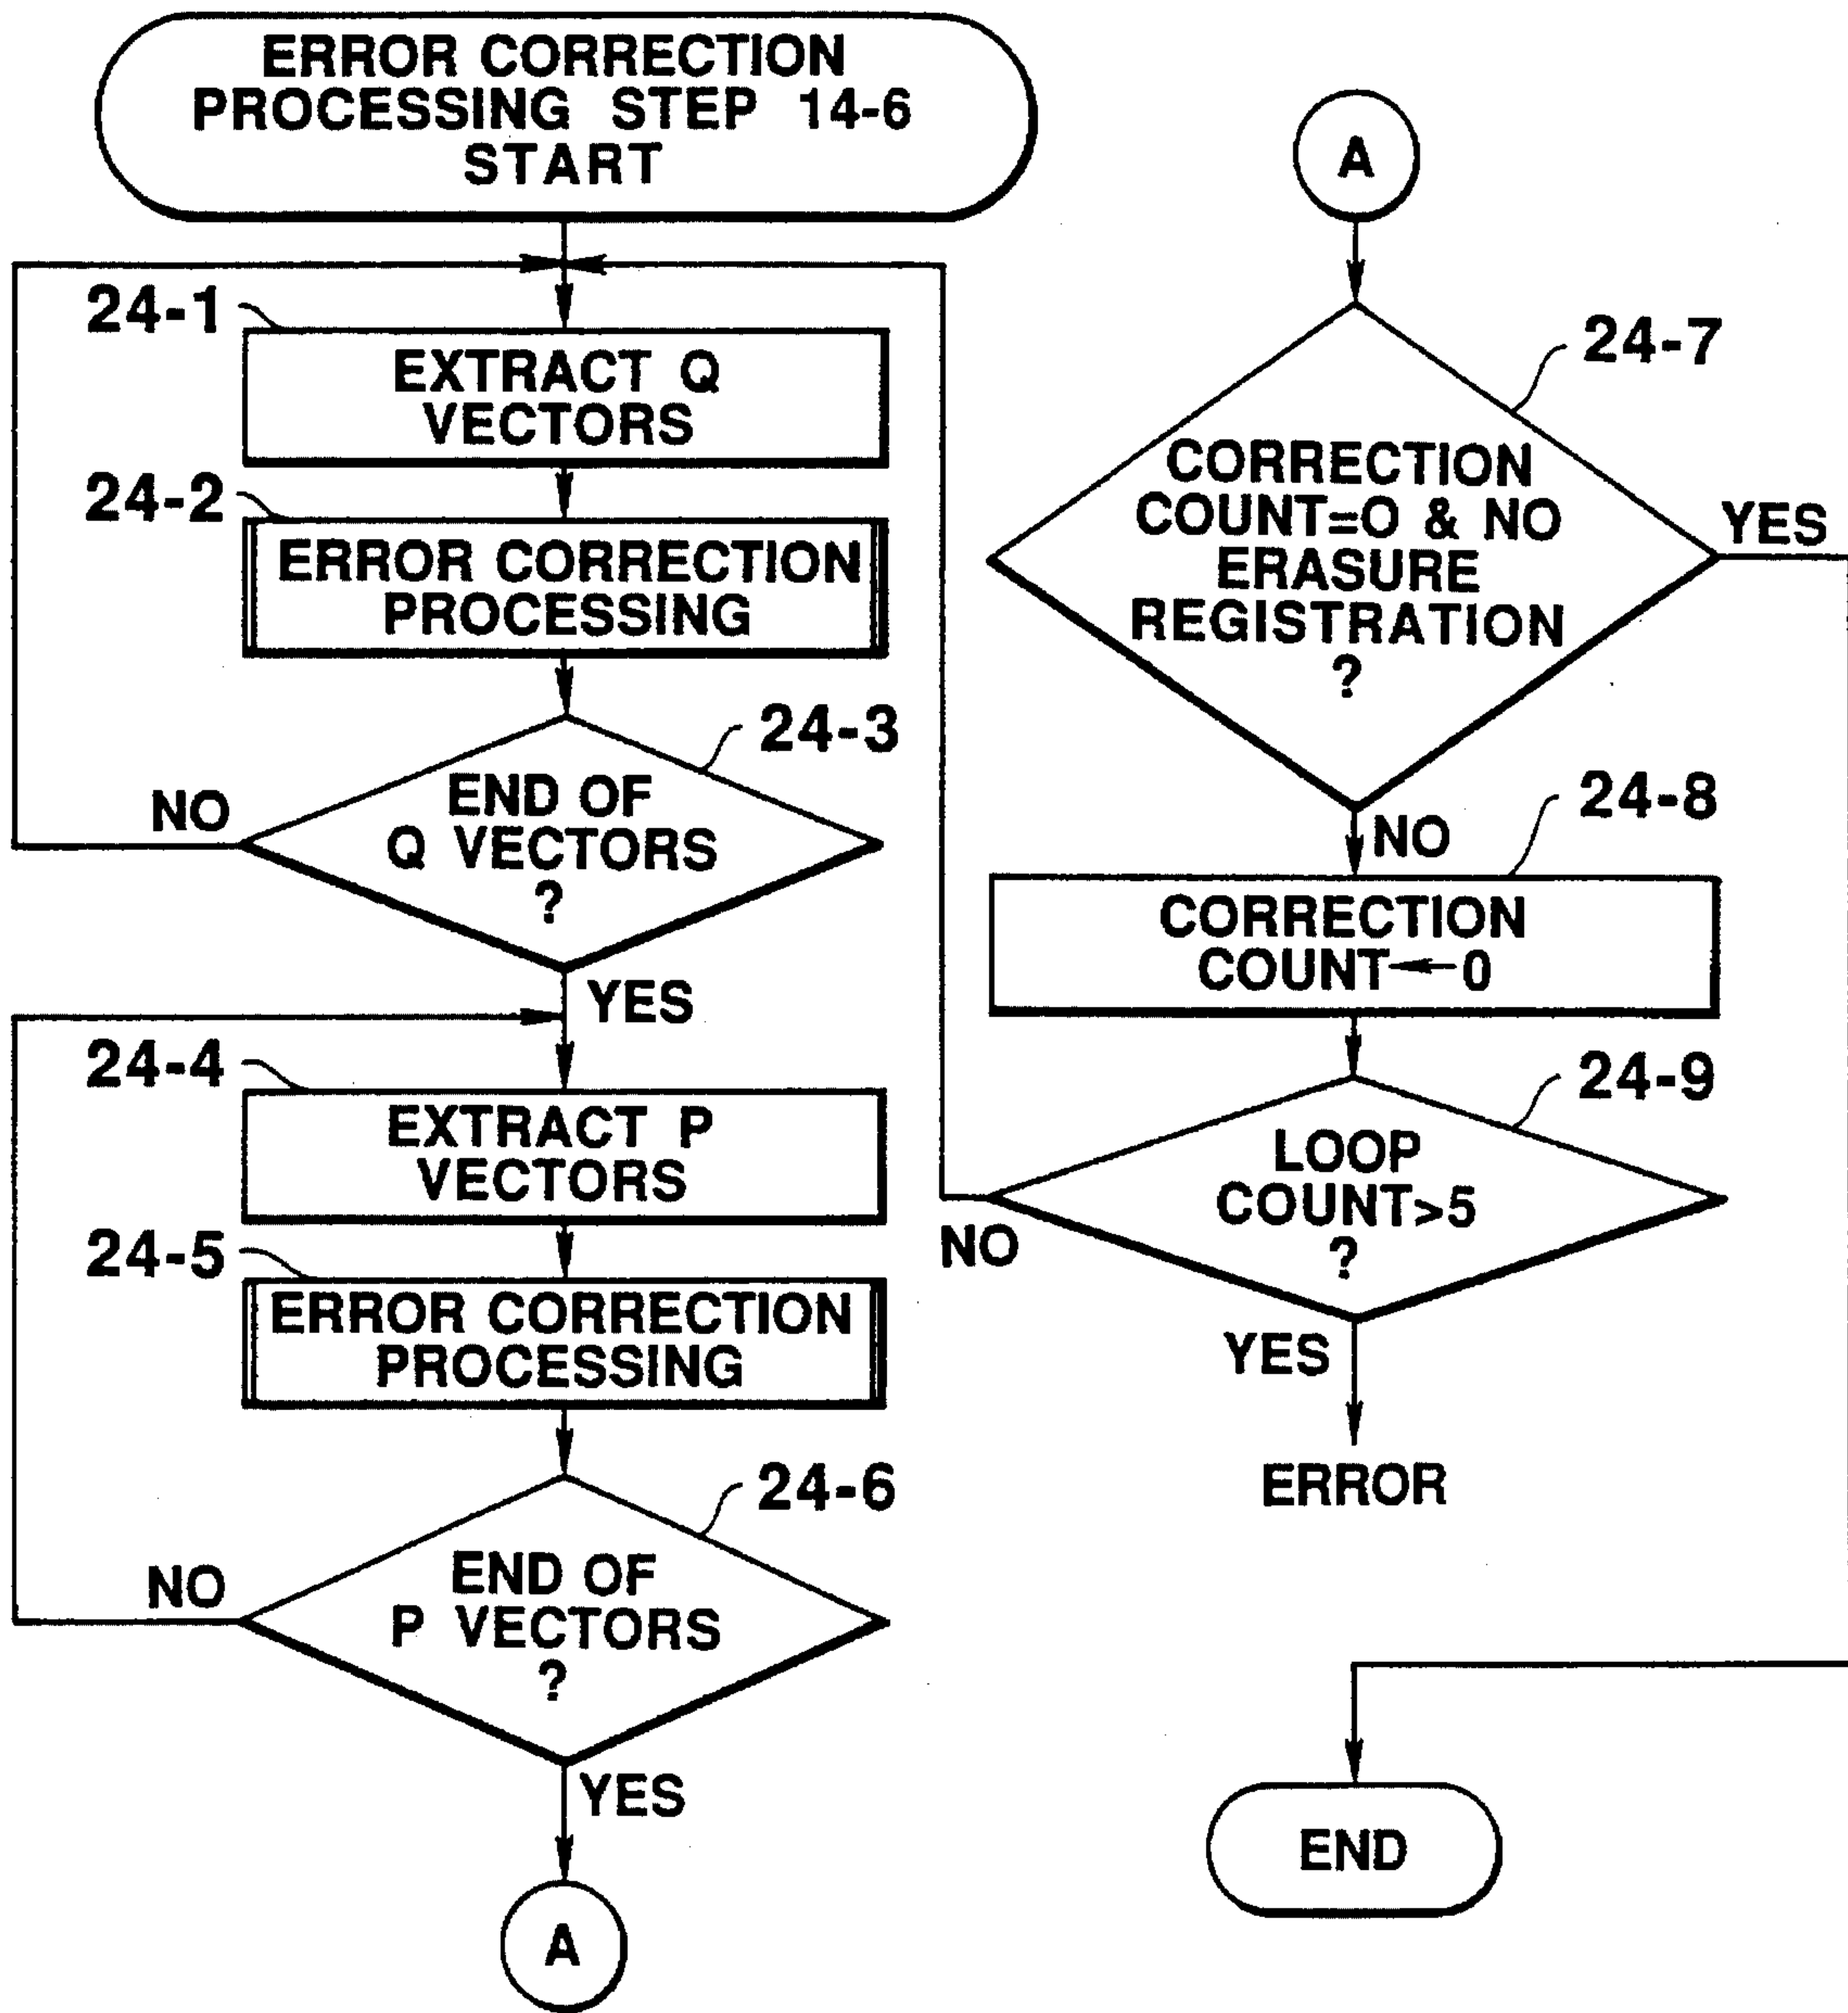 ERROR CORRECTION
PROCESSING STEP 14-6
START
24-1
EXTRACT Q
VECTORS
24-2
ERROR CORRECTION
PROCESSING
24-3
END OF
Q VECTORS
?
NO
YES
24-4
EXTRACT P
VECTORS
24-5
ERROR CORRECTION
PROCESSING
24-6
END OF
P VECTORS
?
NO
YES
A
A
24-7
CORRECTION
COUNT=0 & NO
ERASURE
REGISTRATION
?
YES
NO
24-8
CORRECTION
COUNT←0
24-9
LOOP
COUNT>5
?
NO
YES
ERROR
END